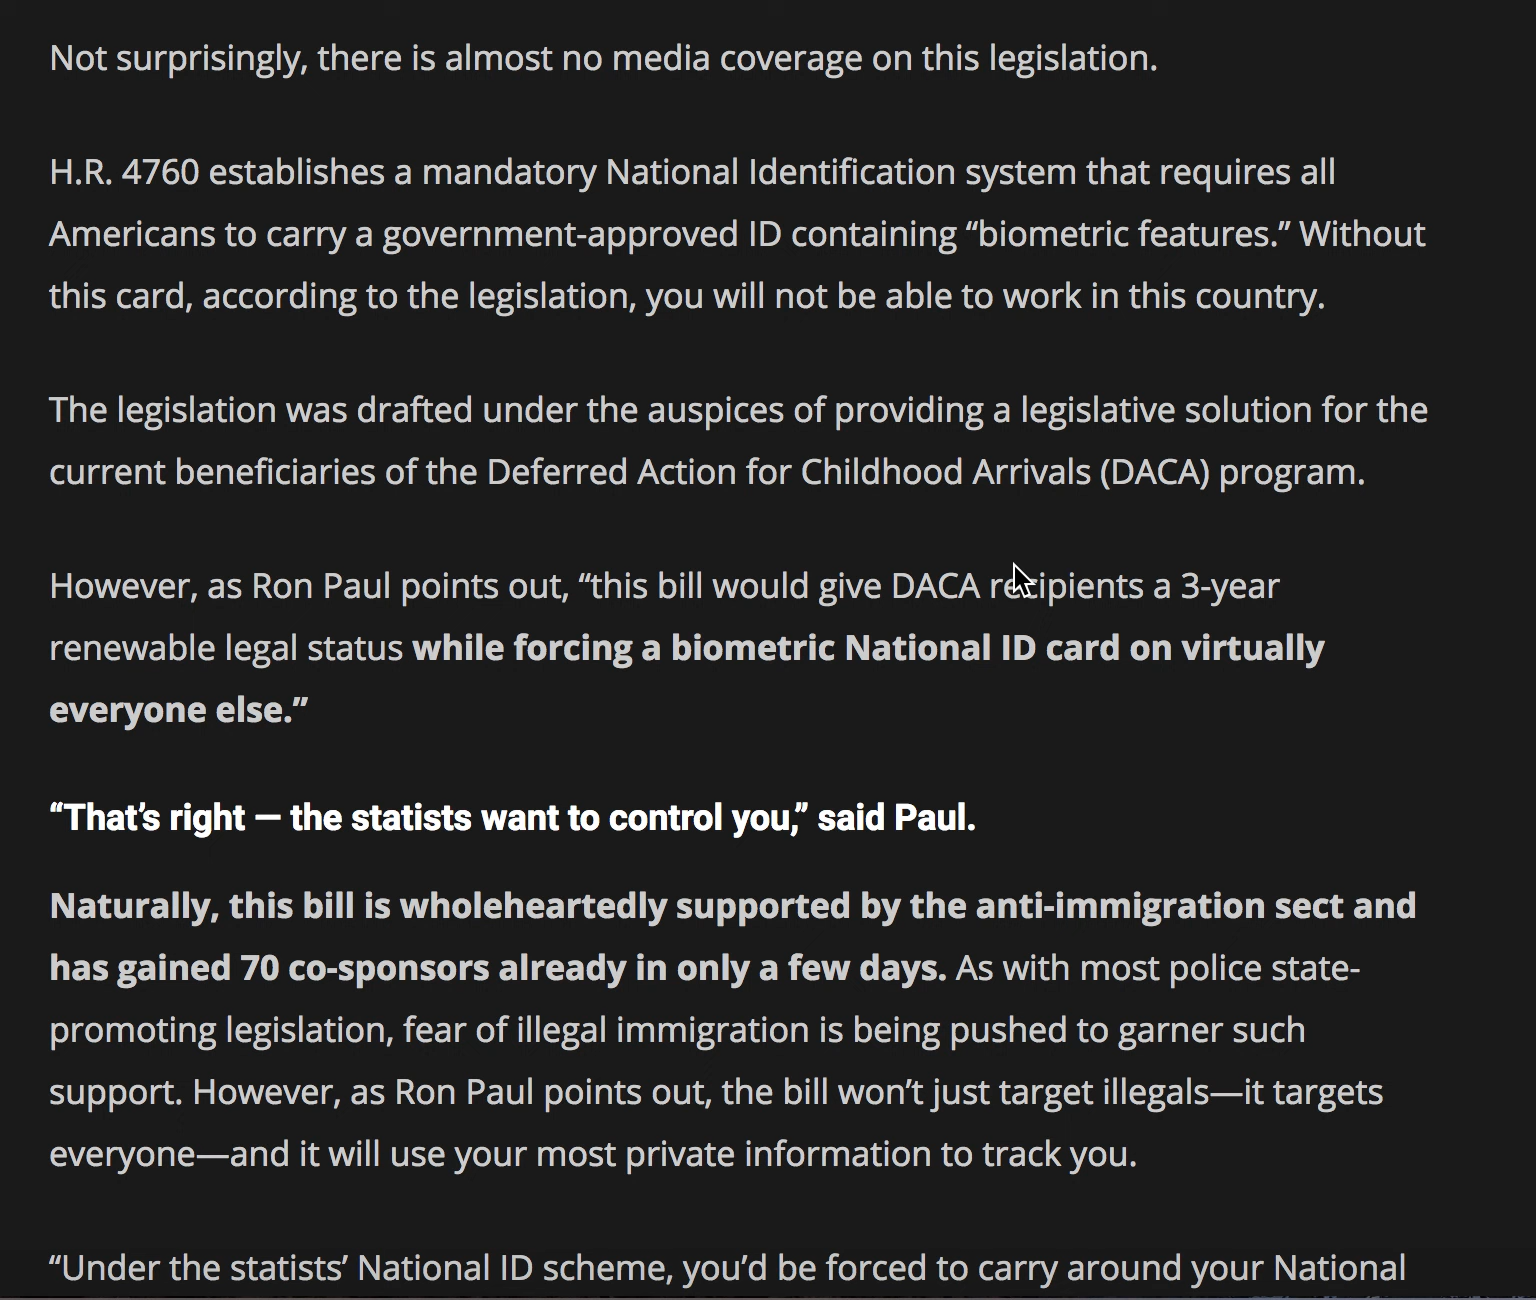 Not surprisingly, there is almost no media coverage on this legislation.
H.R. 4760 establishes a mandatory National Identification system that requires all
Americans to carry a government-approved ID containing “biometric features.” Without
this card, according to the legislation, you will not be able to work in this country.
The legislation was drafted under the auspices of providing a legislative solution for the
current beneficiaries of the Deferred Action for Childhood Arrivals (DACA) program.
However, as Ron Paul points out, “this bill would give DACA recipients a 3-year
renewable legal status while forcing a biometric National ID card on virtually
everyone else.”
“That’s right — the statists want to control you,” said Paul.
Naturally, this bill is wholeheartedly supported by the anti-immigration sect and
has gained 70 co-sponsors already in only a few days. As with most police state-
promoting legislation, fear of illegal immigration is being pushed to garner such
support. However, as Ron Paul points out, the bill won’t just target illegals—it targets
everyone—and it will use your most private information to track you.
“Under the statists’ National ID scheme, you’d be forced to carry around your National